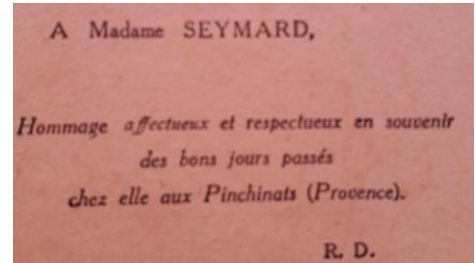 A Madame SEYMARD,
Hommage affectueux et respectueux en souvenir
des bons jours passés
chez elle aux Pinchinats (Provence).
R. D.